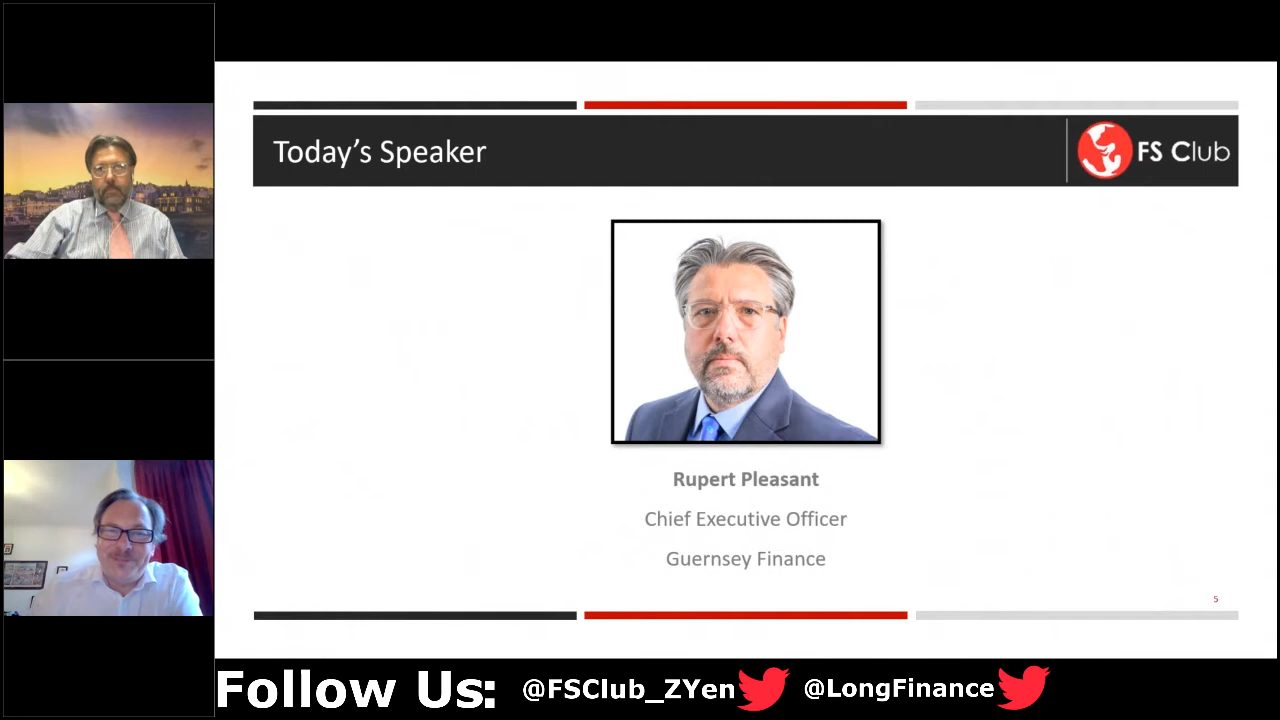 Today's Speaker
FS Club
Rupert Pleasant
Chief Executive Officer
Guernsey Finance
5
Follow Us: @FSClub_ZYen @LongFinance